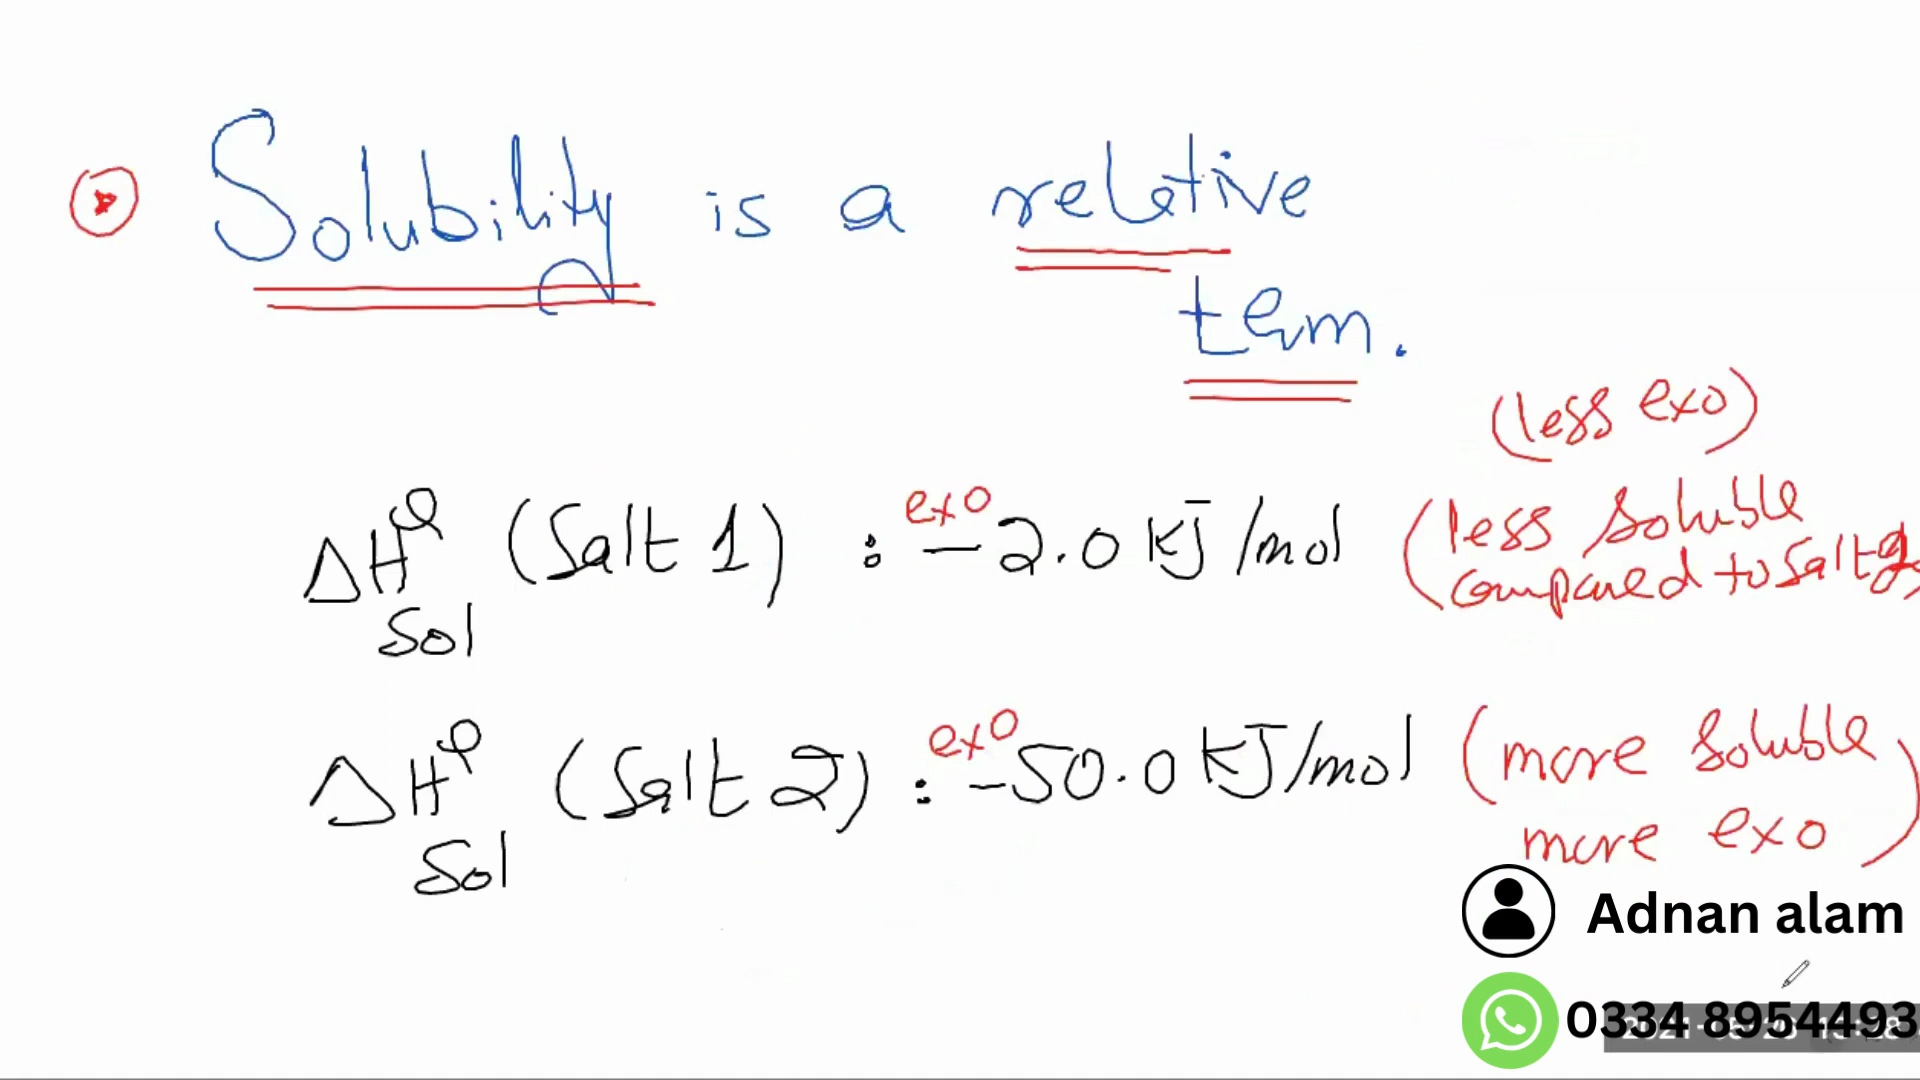 Solubility is a relative
term.
(less exo)
ΔH⦵sol (Salt 1) : exo −2.0 kJ/mol (less soluble
compared to Salt 2)
ΔH⦵sol (Salt 2) : exo −50.0 kJ/mol (more soluble
more exo)
Adnan alam
0334 8954493